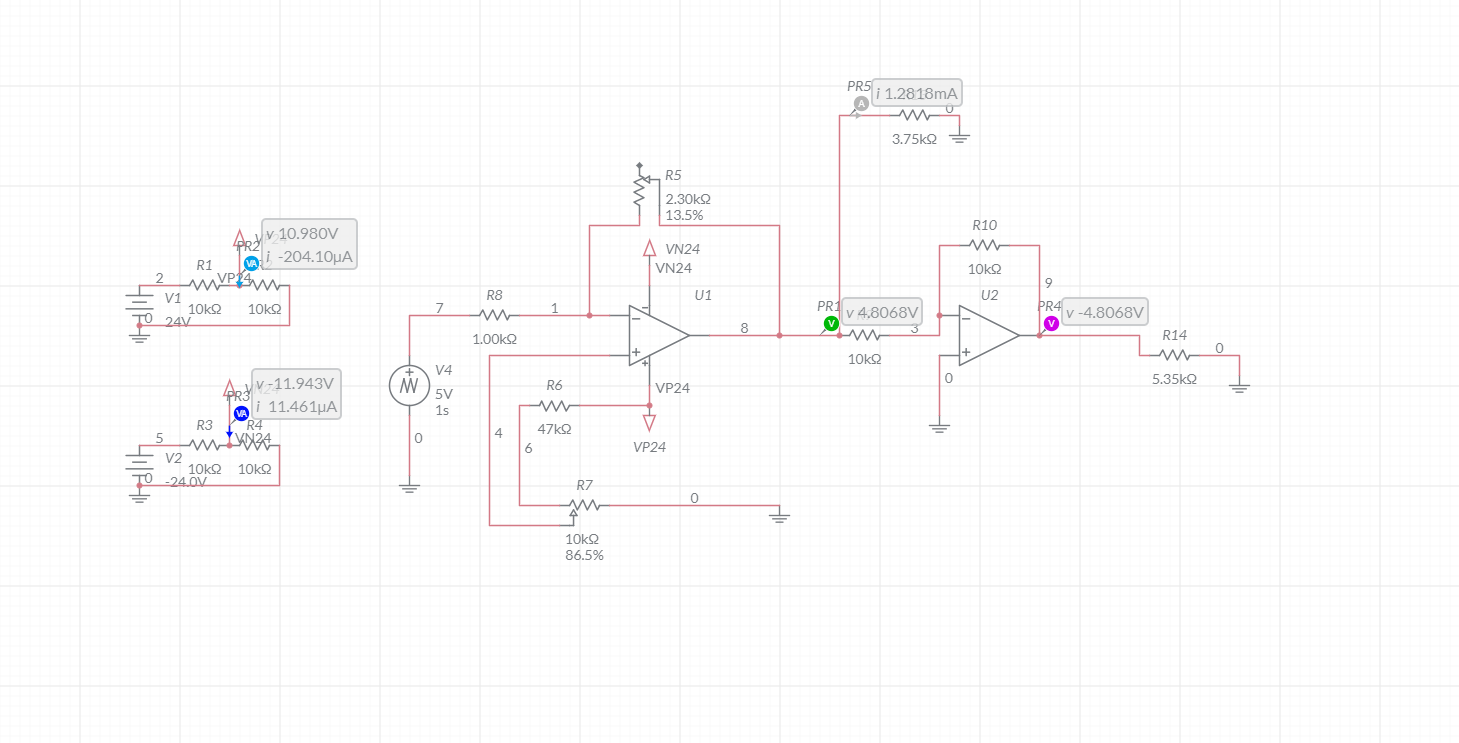 PR5
i 1.2818mA
0
3.75kΩ
R5
2.30kΩ
13.5%
v 10.980V
i -204.10µA
PR2
R1
VP24
2
V1
10kΩ
10kΩ
0
24V
VN24
VN24
U1
R10
10kΩ
9
U2
R8
7
1
1.00kΩ
8
PR1
v 4.8068V
3
10kΩ
PR4
v -4.8068V
R14
0
5.35kΩ
V4
5V
1s
0
0
VP24
R6
47kΩ
VP24
v -11.943V
i 11.461µA
PR3
R3
R4
VN24
5
V2
10kΩ
10kΩ
0
-24.0V
4
6
R7
0
10kΩ
86.5%